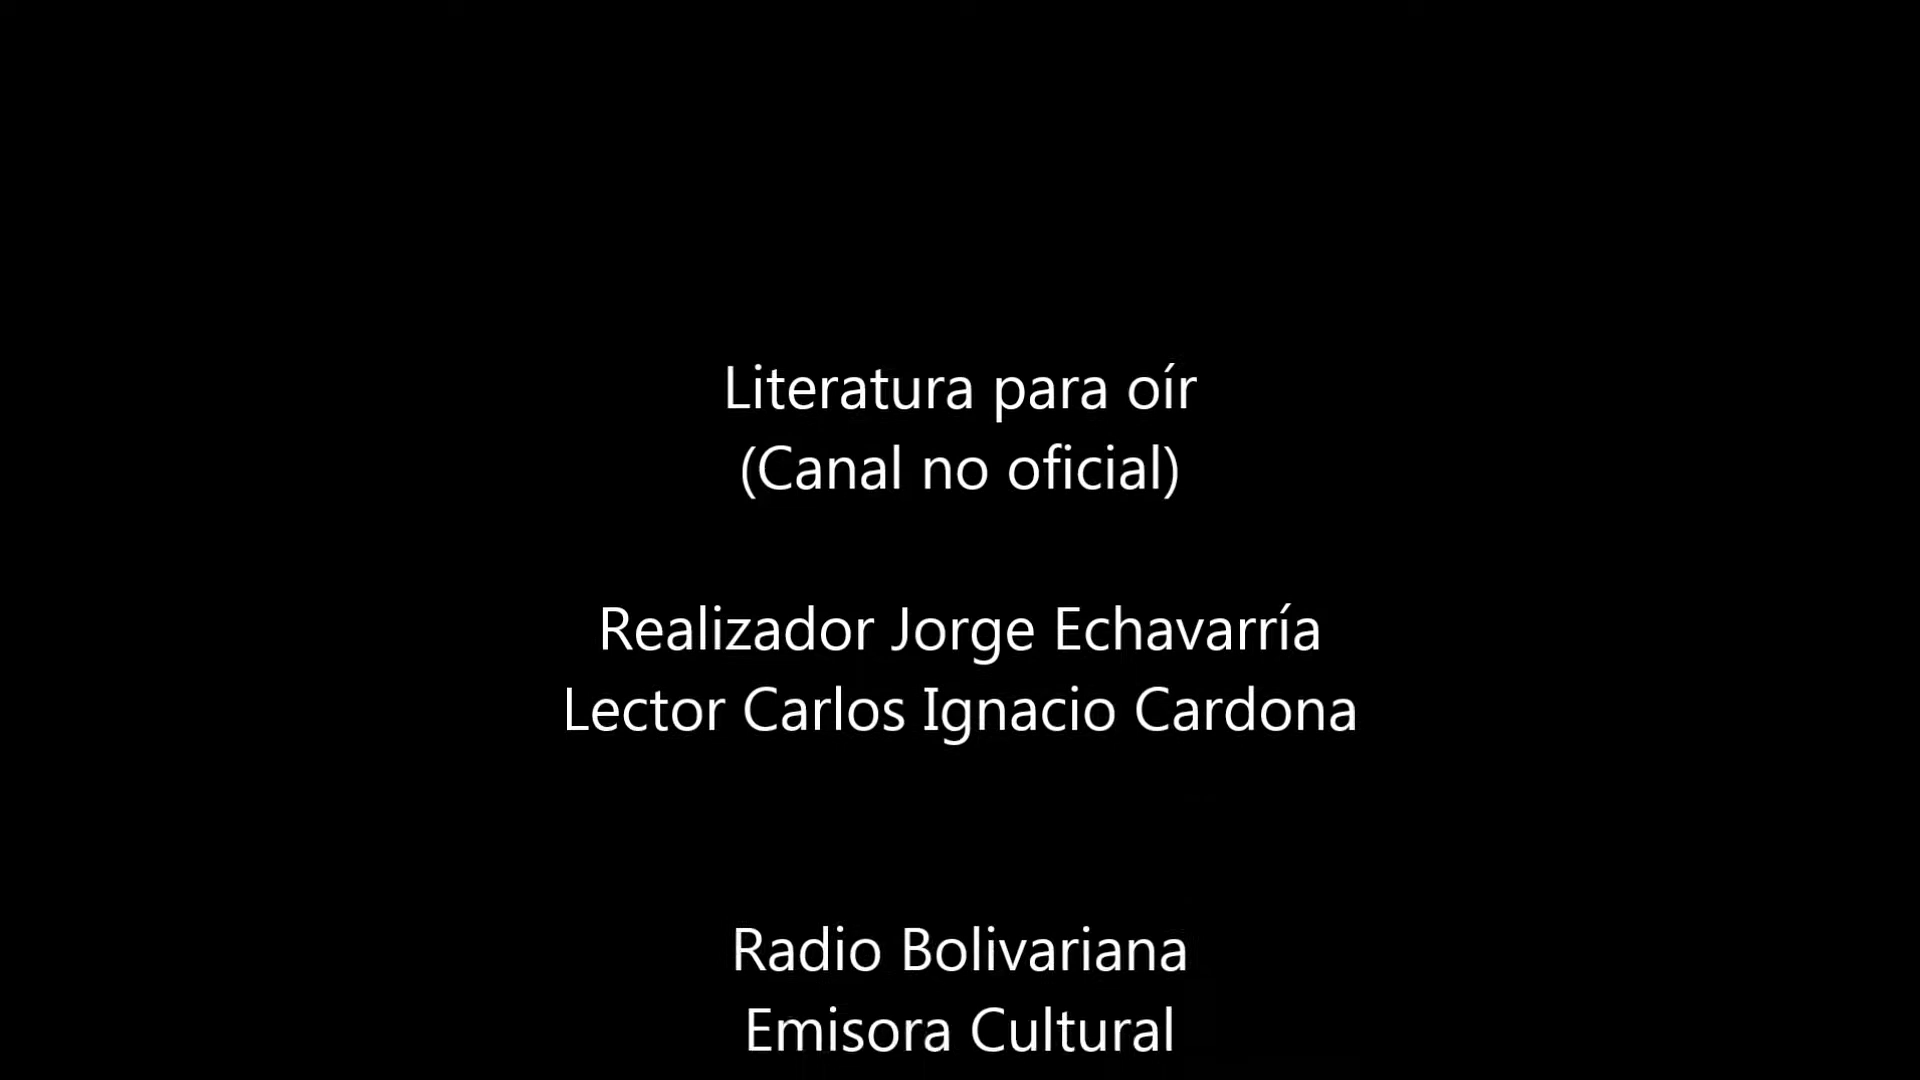 Literatura para oír
(Canal no oficial)
Realizador Jorge Echavarría
Lector Carlos Ignacio Cardona
Radio Bolivariana
Emisora Cultural